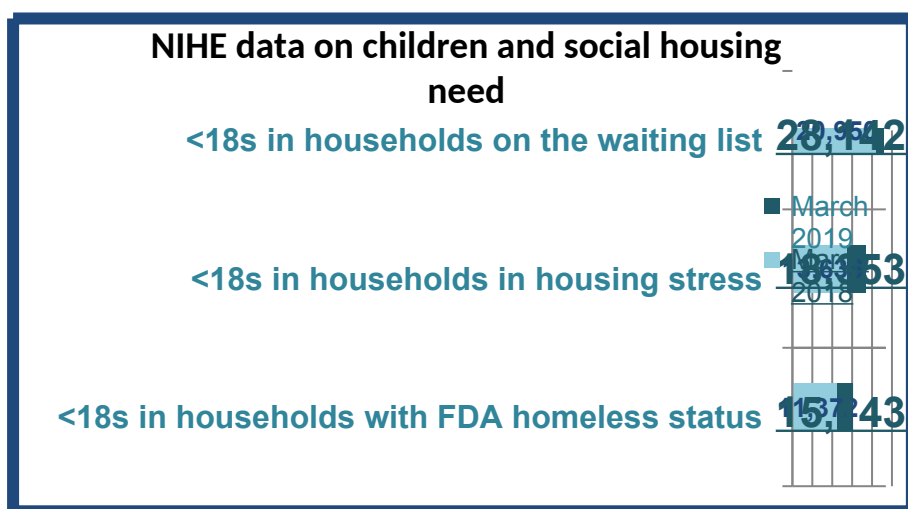 NIHE data on children and social housing
need
<18s in households on the waiting list
March
2019
<18s in households in housing stress
2018
<18s in households with FDA homeless status